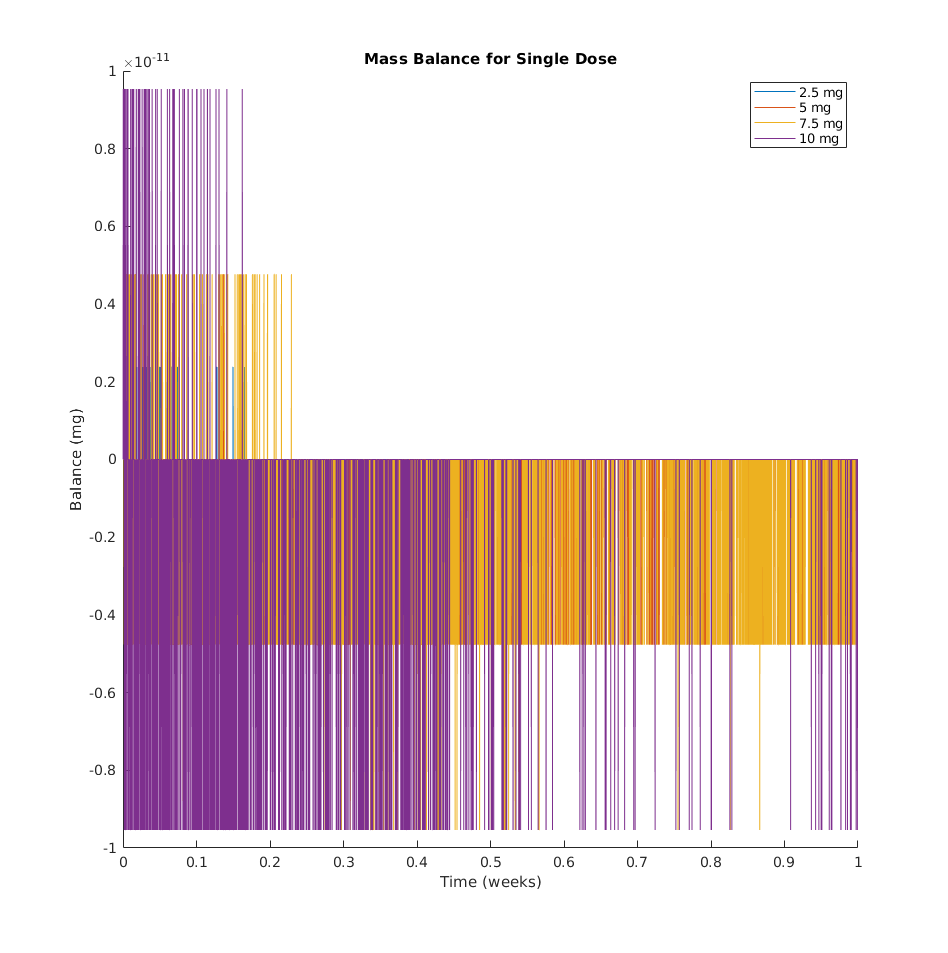 ×10-11
Mass Balance for Single Dose
2.5 mg
5 mg
7.5 mg
10 mg
1
0.8
0.6
0.4
0.2
0
-0.2
-0.4
-0.6
-0.8
-1
Balance (mg)
0 0.1 0.2 0.3 0.4 0.5 0.6 0.7 0.8 0.9 1
Time (weeks)